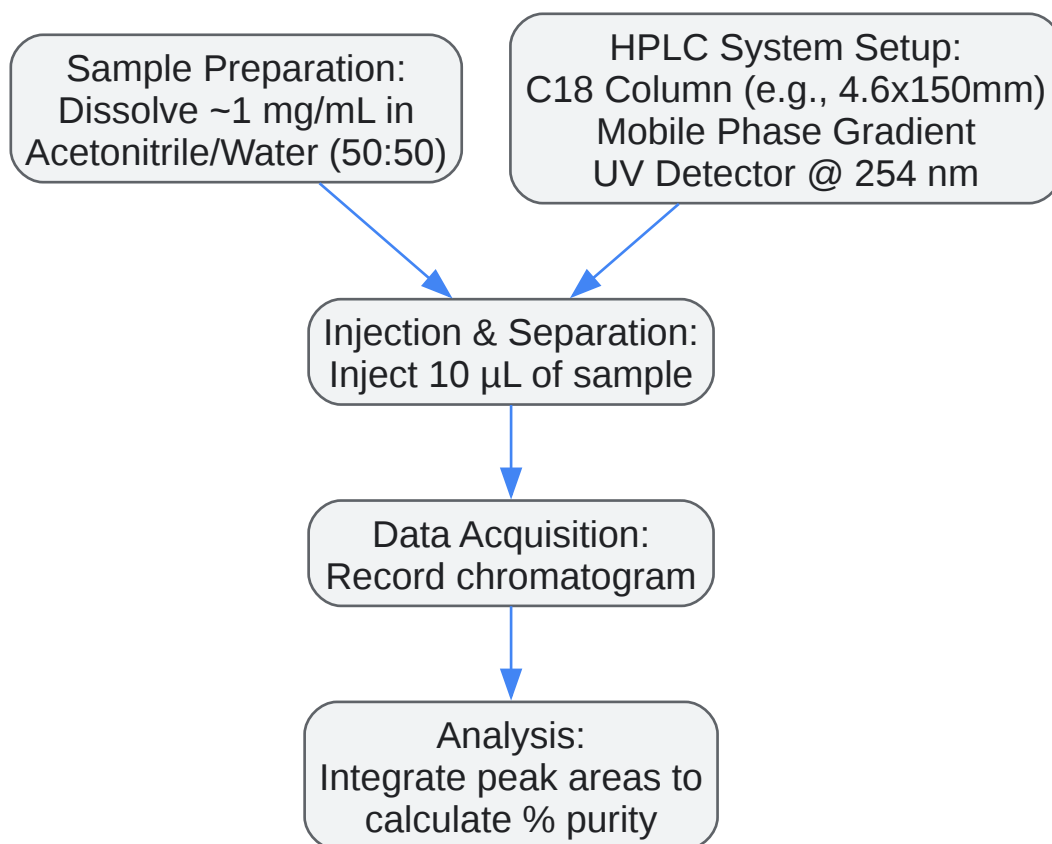 Sample Preparation:
Dissolve ~1 mg/mL in
Acetonitrile/Water (50:50)
HPLC System Setup:
C18 Column (e.g., 4.6x150mm)
Mobile Phase Gradient
UV Detector @ 254 nm
Injection & Separation:
Inject 10 µL of sample
Data Acquisition:
Record chromatogram
Analysis:
Integrate peak areas to
calculate % purity